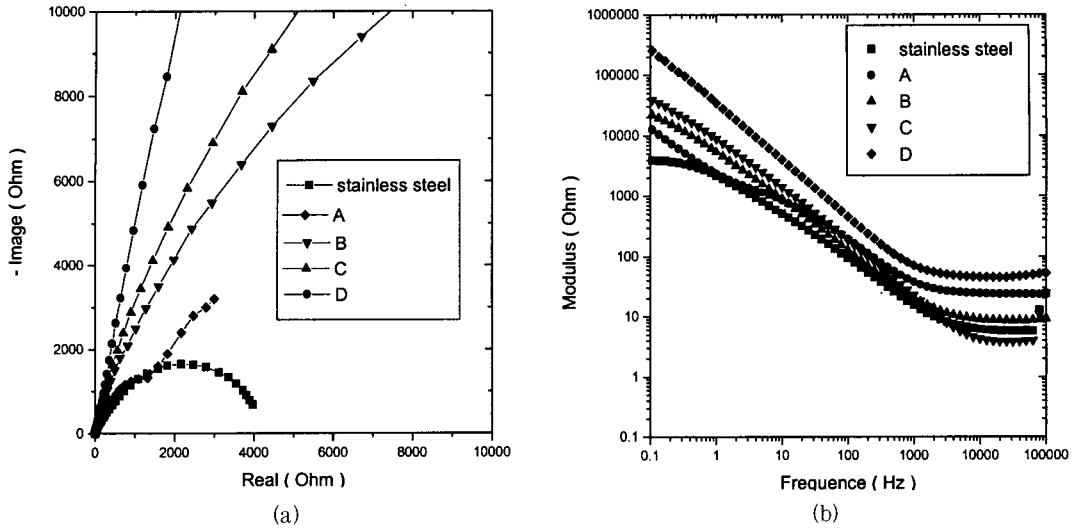 10000
8000
6000
4000
2000
0
- Image ( Ohm )
stainless steel
A
B
C
D
0 2000 4000 6000 8000 10000
Real ( Ohm )
(a)
1000000
100000
10000
1000
100
10
1
0.1
Modulus ( Ohm )
stainless steel
A
B
C
D
0.1 1 10 100 1000 10000 100000
Frequence ( Hz )
(b)